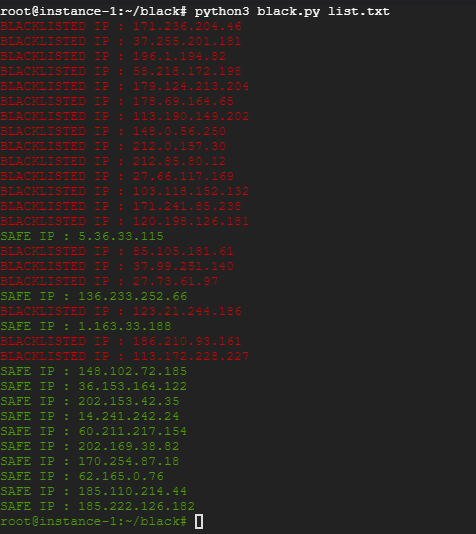 root@instance-1:~/black# python3 black.py list.txt
BLACKLISTED IP : 171.236.204.46
BLACKLISTED IP : 37.255.201.131
BLACKLISTED IP : 196.1.194.82
BLACKLISTED IP : 58.218.172.198
BLACKLISTED IP : 179.124.213.204
BLACKLISTED IP : 178.69.164.65
BLACKLISTED IP : 113.190.149.202
BLACKLISTED IP : 148.0.56.280
BLACKLISTED IP : 212.0.157.30
BLACKLISTED IP : 212.85.80.12
BLACKLISTED IP : 27.66.117.169
BLACKLISTED IP : 103.118.152.132
BLACKLISTED IP : 171.241.85.238
BLACKLISTED IP : 120.198.126.181
SAFE IP : 5.36.33.115
BLACKLISTED IP : 85.105.181.61
BLACKLISTED IP : 37.99.251.140
BLACKLISTED IP : 27.73.61.97
SAFE IP : 136.233.252.66
BLACKLISTED IP : 123.21.244.186
SAFE IP : 1.163.33.188
BLACKLISTED IP : 186.210.93.161
BLACKLISTED IP : 113.172.228.227
SAFE IP : 148.102.72.185
SAFE IP : 36.153.164.122
SAFE IP : 202.153.42.35
SAFE IP : 14.241.242.24
SAFE IP : 60.211.217.154
SAFE IP : 202.169.38.82
SAFE IP : 170.254.87.18
SAFE IP : 62.165.0.76
SAFE IP : 185.110.214.44
SAFE IP : 185.222.126.182
root@instance-1:~/black#